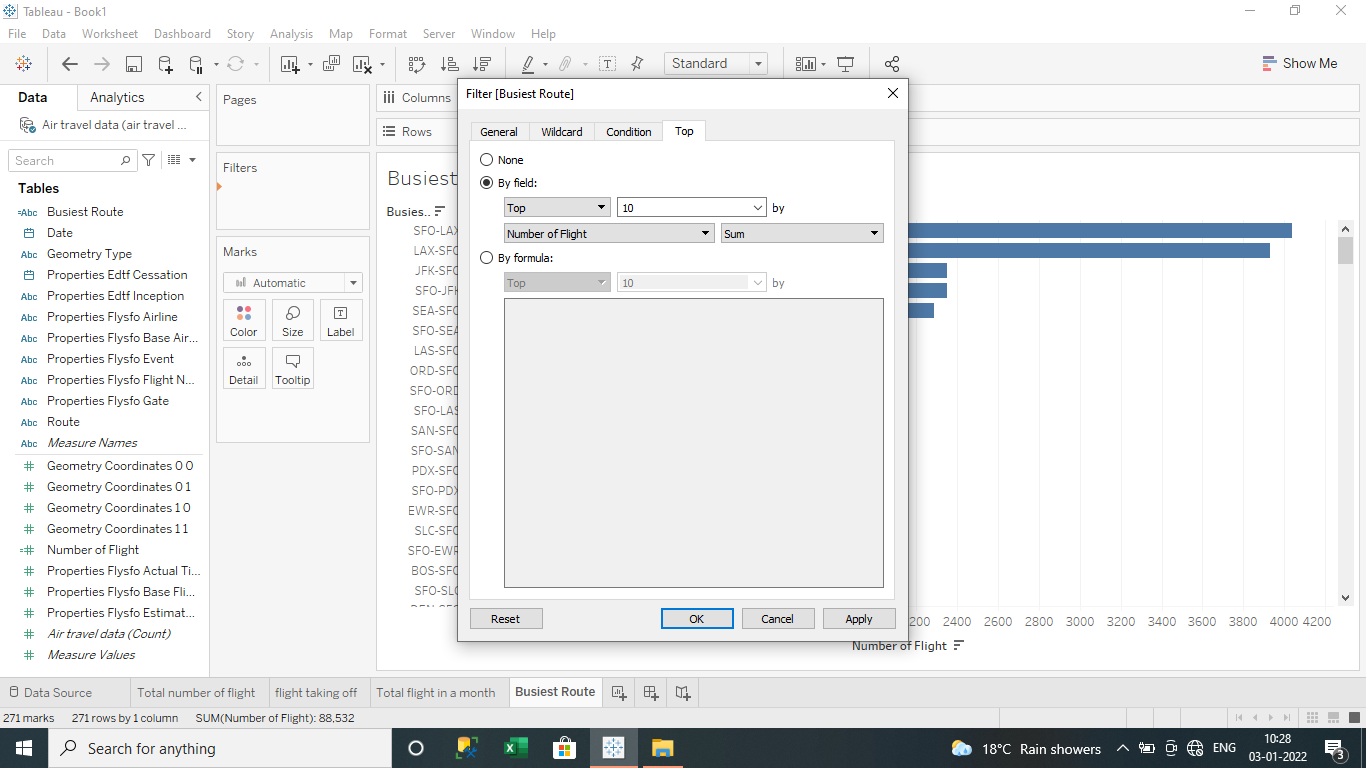 Tableau - Book1
File Data Worksheet Dashboard Story Analysis Map Format Server Window Help
Standard
Show Me
Data
Analytics
Air travel data (air travel ...
Search
Tables
Busiest Route
Date
Geometry Type
Properties Edtf Cessation
Properties Edtf Inception
Properties Flysfo Airline
Properties Flysfo Base Air...
Properties Flysfo Event
Properties Flysfo Flight N...
Properties Flysfo Gate
Route
Measure Names
Geometry Coordinates 0 0
Geometry Coordinates 0 1
Geometry Coordinates 1 0
Geometry Coordinates 1 1
Number of Flight
Properties Flysfo Actual Ti...
Properties Flysfo Base Fli...
Properties Flysfo Estimat...
Air travel data (Count)
Measure Values
Pages
Filters
Marks
Automatic
Color
Size
Label
Detail
Tooltip
Columns
Rows
Busiest
Busies..
SFO-LAX
LAX-SFO
JFK-SFO
SFO-JFK
SEA-SFO
SFO-SEA
LAS-SFO
ORD-SFO
SFO-ORD
SFO-LAS
SAN-SFO
SFO-SAN
PDX-SFO
SFO-PDX
EWR-SFO
SLC-SFO
SFO-EWR
BOS-SFO
SFO-SLC
DEN-SFO
Filter [Busiest Route]
General
Wildcard
Condition
Top
None
By field:
Top
10
by
Number of Flight
Sum
By formula:
Top
10
by
Reset
OK
Cancel
Apply
200 2400 2600 2800 3000 3200 3400 3600 3800 4000 4200
Number of Flight
Data Source
Total number of flight
flight taking off
Total flight in a month
Busiest Route
271 marks
271 rows by 1 column
SUM(Number of Flight): 88,532
Search for anything
18°C Rain showers
ENG
10:28
03-01-2022
3